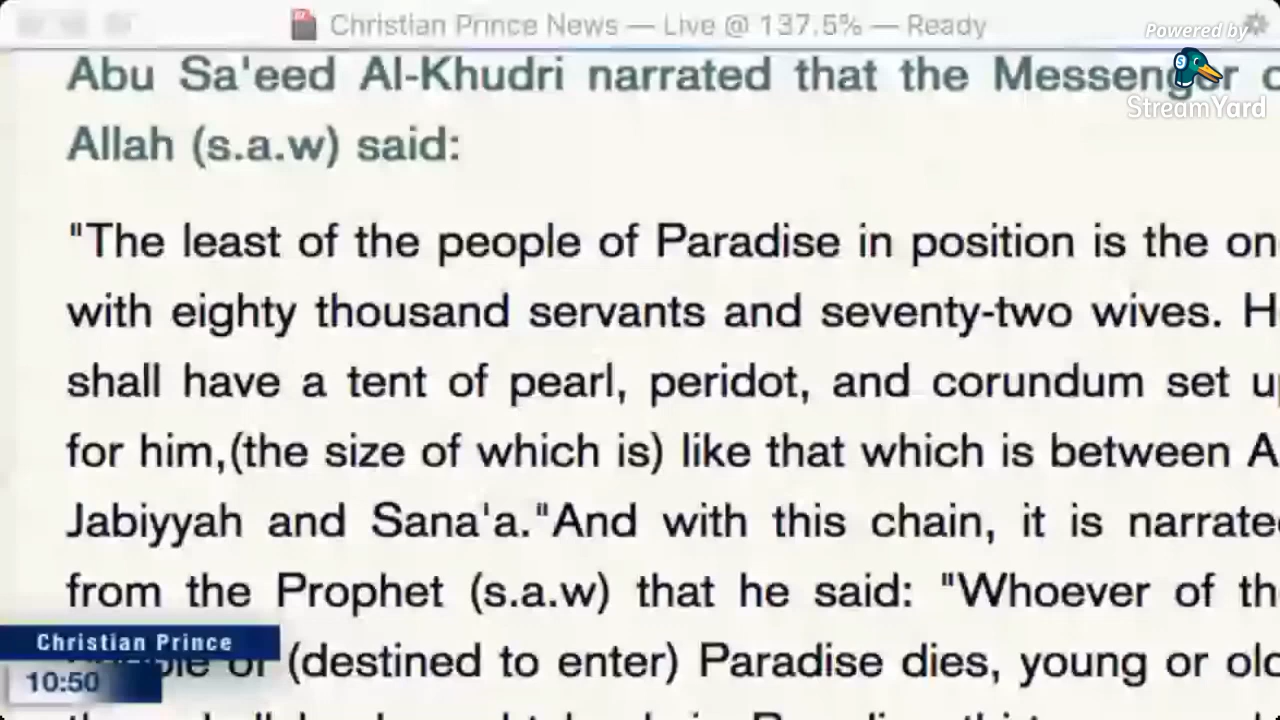 Christian Prince News — Live @ 137.5% — Ready
Powered by
StreamYard
Abu Sa'eed Al-Khudri narrated that the Messenger
Allah (s.a.w) said:
"The least of the people of Paradise in position is the on
with eighty thousand servants and seventy-two wives. H
shall have a tent of pearl, peridot, and corundum set u
for him,(the size of which is) like that which is between A
Jabiyyah and Sana'a."And with this chain, it is narrate
from the Prophet (s.a.w) that he said: "Whoever of th
of (destined to enter) Paradise dies, young or old
Christian Prince
10:50